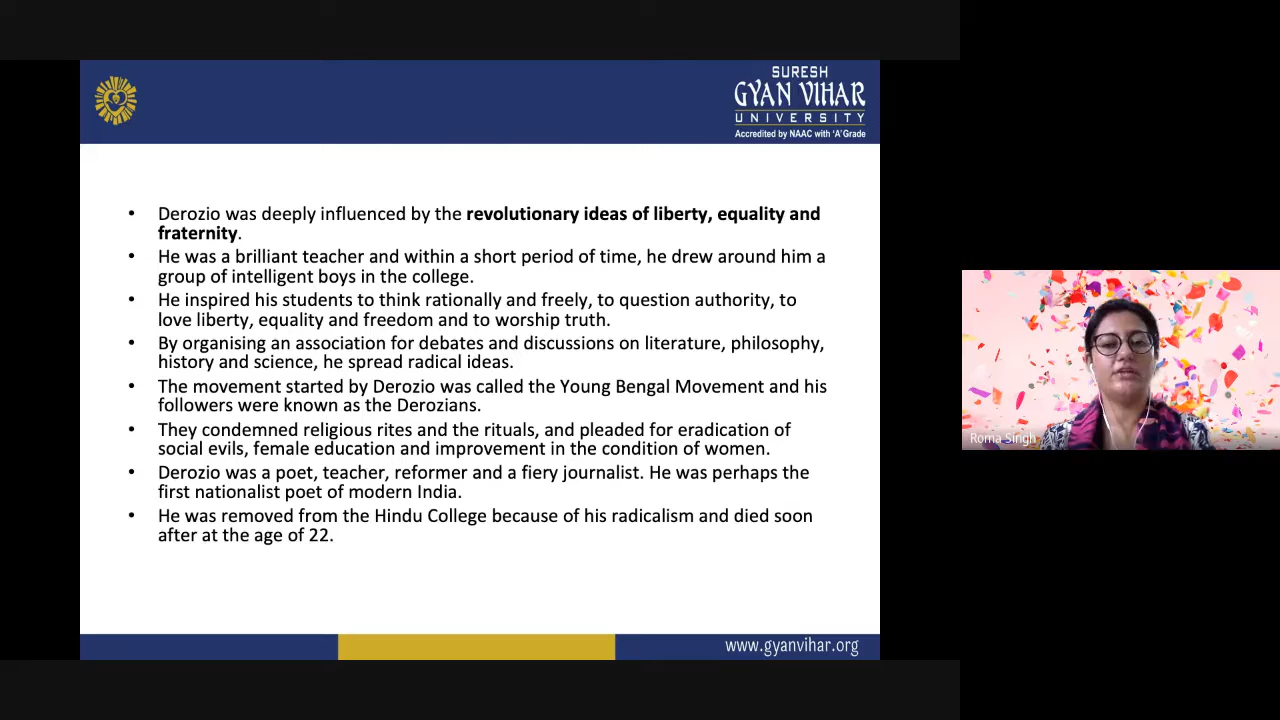 SURESH
GYAN VIHAR
UNIVERSITY
Accredited by NAAC with 'A' Grade
• Derozio was deeply influenced by the revolutionary ideas of liberty, equality and
fraternity.
• He was a brilliant teacher and within a short period of time, he drew around him a
group of intelligent boys in the college.
• He inspired his students to think rationally and freely, to question authority, to
love liberty, equality and freedom and to worship truth.
• By organising an association for debates and discussions on literature, philosophy,
history and science, he spread radical ideas.
• The movement started by Derozio was called the Young Bengal Movement and his
followers were known as the Derozians.
• They condemned religious rites and the rituals, and pleaded for eradication of
social evils, female education and improvement in the condition of women.
• Derozio was a poet, teacher, reformer and a fiery journalist. He was perhaps the
first nationalist poet of modern India.
• He was removed from the Hindu College because of his radicalism and died soon
after at the age of 22.
www.gyanvihar.org
Roma Singh